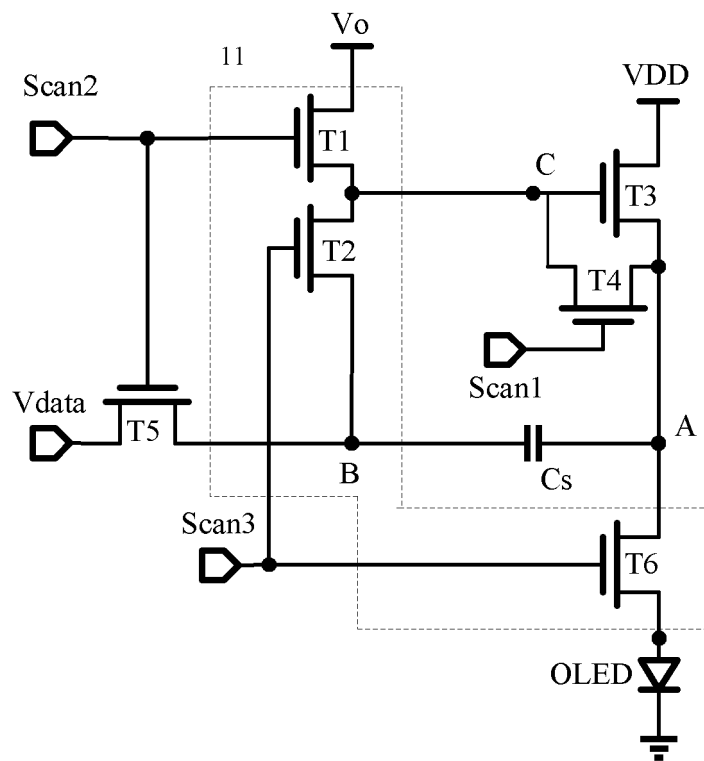 Vo
11
VDD
Scan2
T1
C
T3
T2
T4
Scan1
Vdata
T5
A
B
Cs
Scan3
T6
OLED